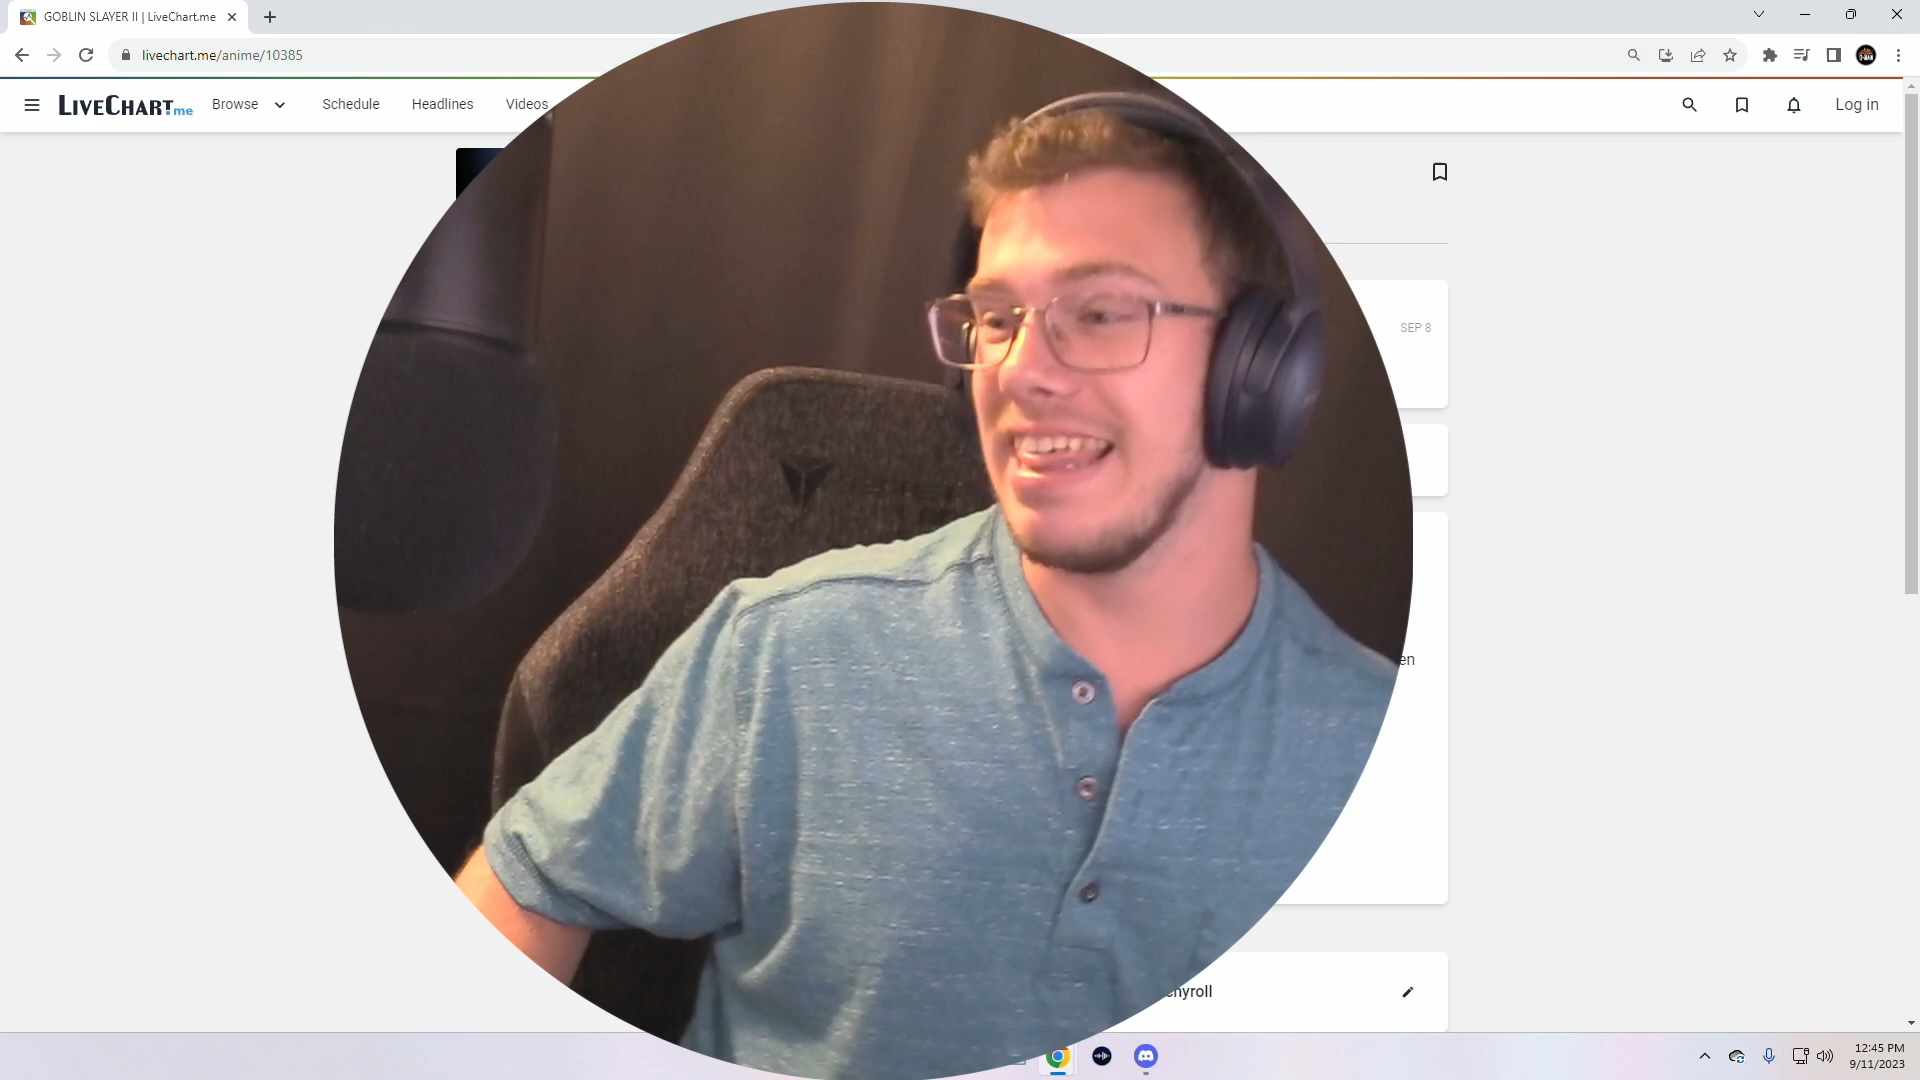 GOBLIN SLAYER II | LiveChart.me
livechart.me/anime/10385
LIVECHART.me
Browse
Schedule
Headlines
Videos
Log in
SEP 8
en
hyroll
12:45 PM
9/11/2023